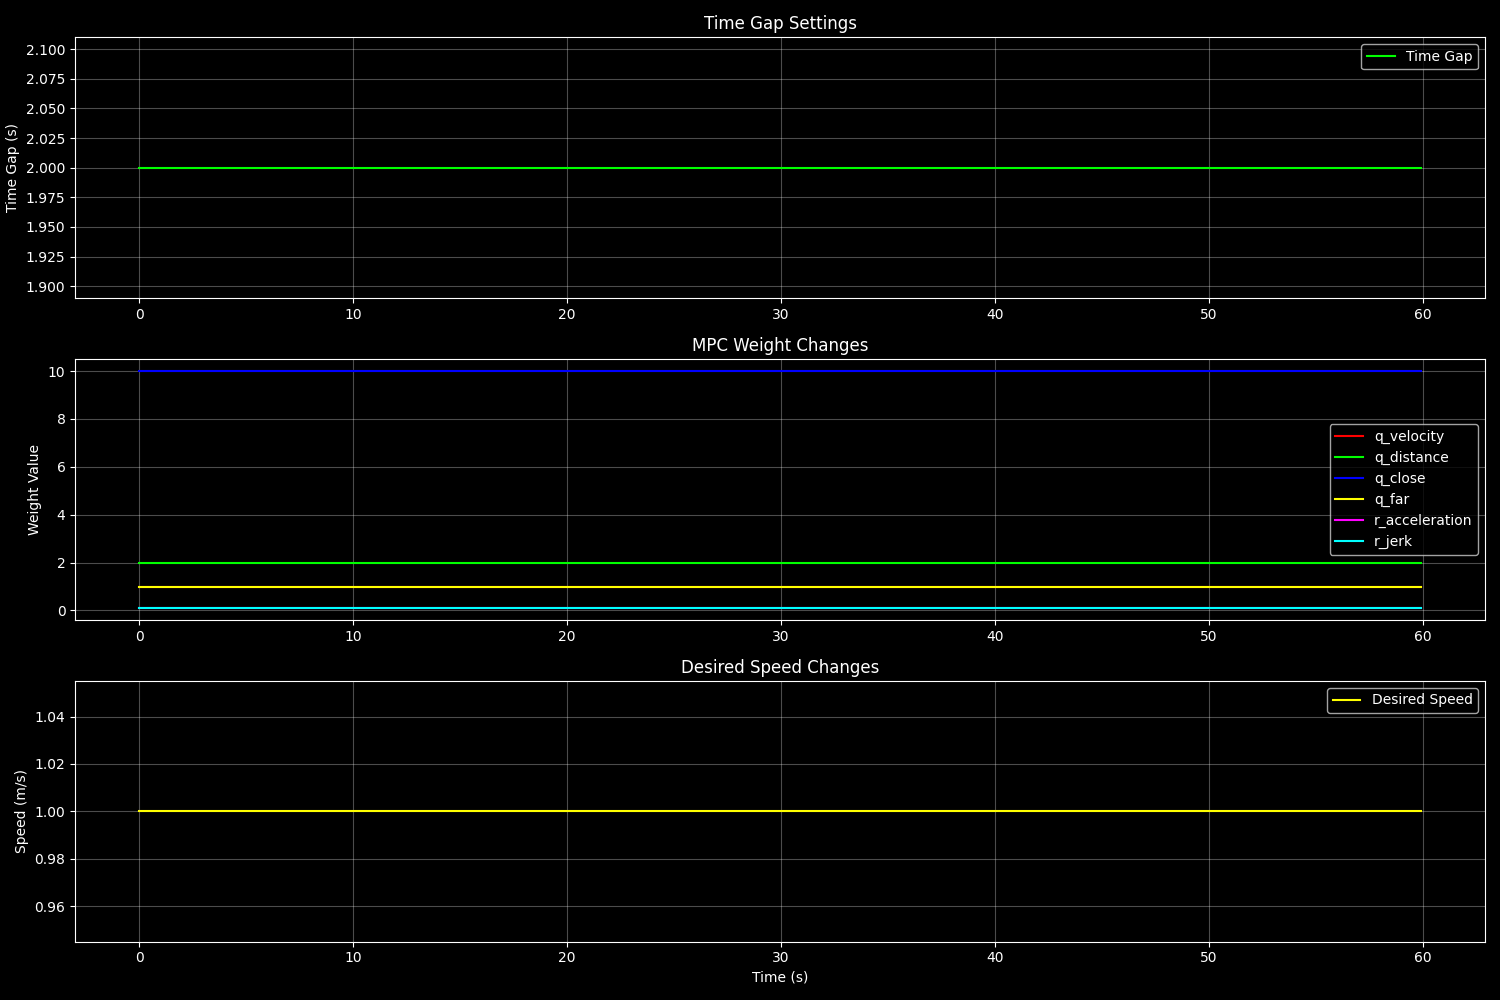 Time Gap Settings
Time Gap
Time Gap (s)
2.100
2.075
2.050
2.025
2.000
1.975
1.950
1.925
1.900
0 10 20 30 40 50 60
MPC Weight Changes
Weight Value
10
8
6
4
2
0
q_velocity
q_distance
q_close
q_far
r_acceleration
r_jerk
0 10 20 30 40 50 60
Desired Speed Changes
Desired Speed
Speed (m/s)
1.04
1.02
1.00
0.98
0.96
0 10 20 30 40 50 60
Time (s)